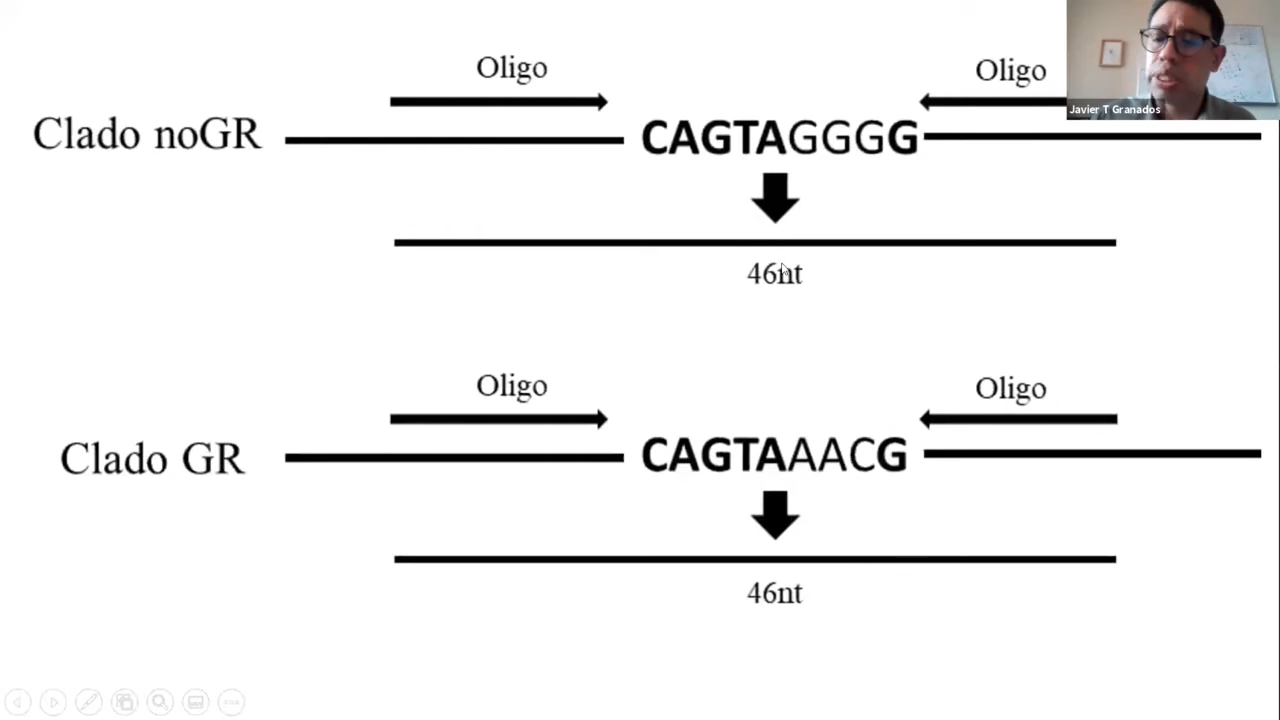 Oligo
Oligo
Javier T Granados
Clado noGR
CAGTAGGGG
46nt
Oligo
Oligo
Clado GR
CAGTAAACG
46nt